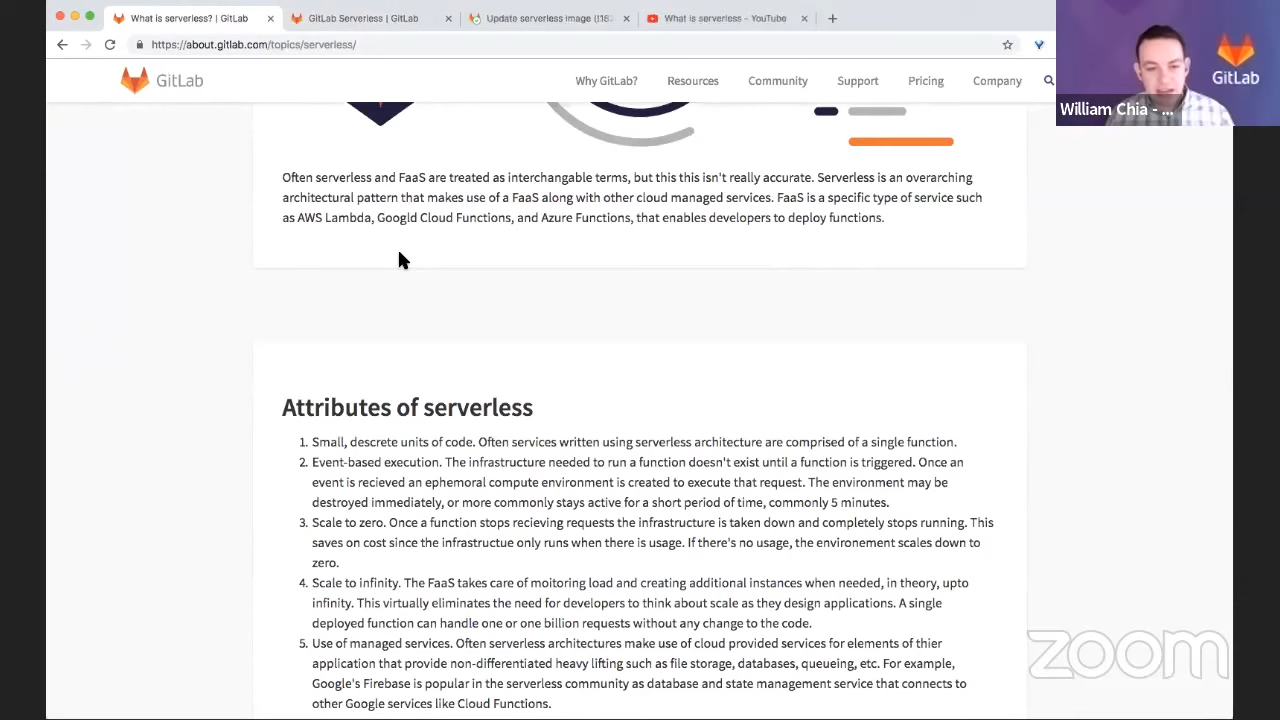 What is serverless? | GitLab
GitLab Serverless | GitLab
Update serverless image (!18
What is serverless - YouTube
https://about.gitlab.com/topics/serverless/
GitLab
Why GitLab?
Resources
Community
Support
Pricing
Company
GitLab
William Chia - ...
Often serverless and FaaS are treated as interchangable terms, but this this isn't really accurate. Serverless is an overarching
architectural pattern that makes use of a FaaS along with other cloud managed services. FaaS is a specific type of service such
as AWS Lambda, Googld Cloud Functions, and Azure Functions, that enables developers to deploy functions.
Attributes of serverless
1. Small, descrete units of code. Often services written using serverless architecture are comprised of a single function.
2. Event-based execution. The infrastructure needed to run a function doesn't exist until a function is triggered. Once an
event is recieved an ephemoral compute environment is created to execute that request. The environment may be
destroyed immediately, or more commonly stays active for a short period of time, commonly 5 minutes.
3. Scale to zero. Once a function stops recieving requests the infrastructure is taken down and completely stops running. This
saves on cost since the infrastructue only runs when there is usage. If there's no usage, the environement scales down to
zero.
4. Scale to infinity. The FaaS takes care of moitoring load and creating additional instances when needed, in theory, upto
infinity. This virtually eliminates the need for developers to think about scale as they design applications. A single
deployed function can handle one or one billion requests without any change to the code.
5. Use of managed services. Often serverless architectures make use of cloud provided services for elements of thier
application that provide non-differentiated heavy lifting such as file storage, databases, queueing, etc. For example,
Google's Firebase is popular in the serverless community as database and state management service that connects to
other Google services like Cloud Functions.
zoom